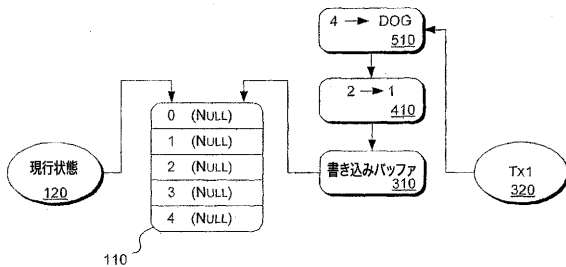 4 → DOG
510
2 → 1
410
0 (NULL)
1 (NULL)
2 (NULL)
3 (NULL)
4 (NULL)
現行状態
120
書き込みバッファ
310
Tx1
320
110